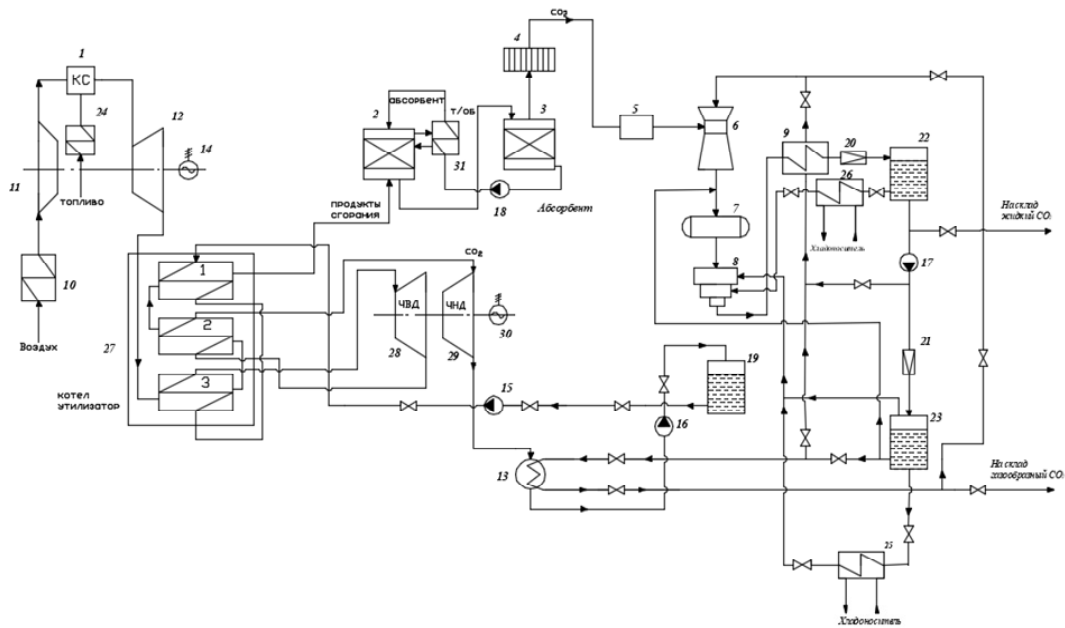 CO₂
1
КС
24
12
14
11
топливо
10
Воздух
4
абсорбент
т/об
2
3
5
6
31
18
Абсорбент
продукты
сгорания
9
20
22
26
Хладоноситель
На склад
жидкий CO₂
7
8
17
1
2
3
27
котел
утилизатор
CO₂
ЧВД
ЧНД
28
29
30
15
16
19
21
23
13
На склад
газообразный CO₂
25
Хладоноситель